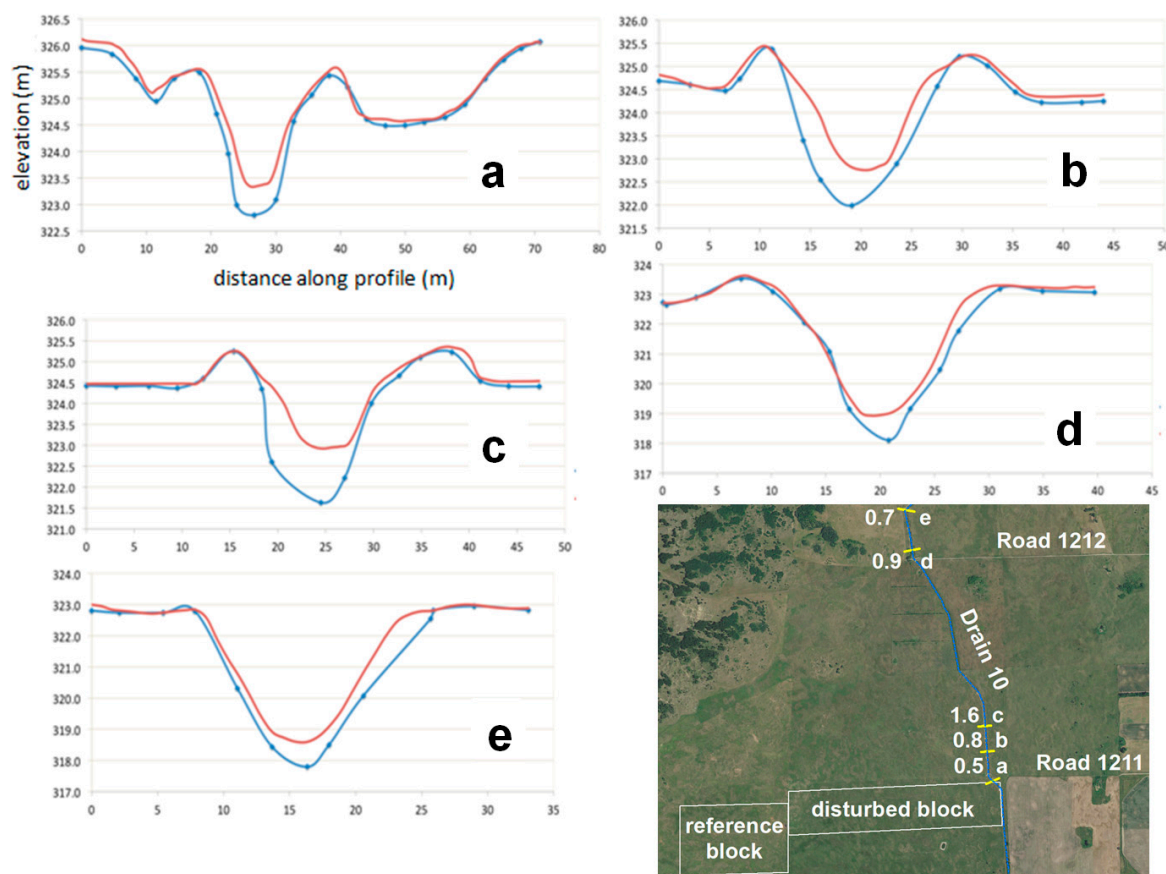 326.5
326.0
325.5
325.0
324.5
324.0
323.5
323.0
322.5
elevation (m)
a
0 10 20 30 40 50 60 70 80
distance along profile (m)
326.0
325.5
325.0
324.5
324.0
323.5
323.0
322.5
322.0
321.5
b
0 5 10 15 20 25 30 35 40 45 50
326.0
325.5
325.0
324.5
324.0
323.5
323.0
322.5
322.0
321.5
321.0
c
0 5 10 15 20 25 30 35 40 45 50
324
323
322
321
320
319
318
317
d
0 5 10 15 20 25 30 35 40 45
324.0
323.0
322.0
321.0
320.0
319.0
318.0
317.0
e
0 5 10 15 20 25 30 35
0.7 e
Road 1212
0.9 d
Drain 10
1.6 c
0.8 b
Road 1211
0.5 a
disturbed block
reference
block